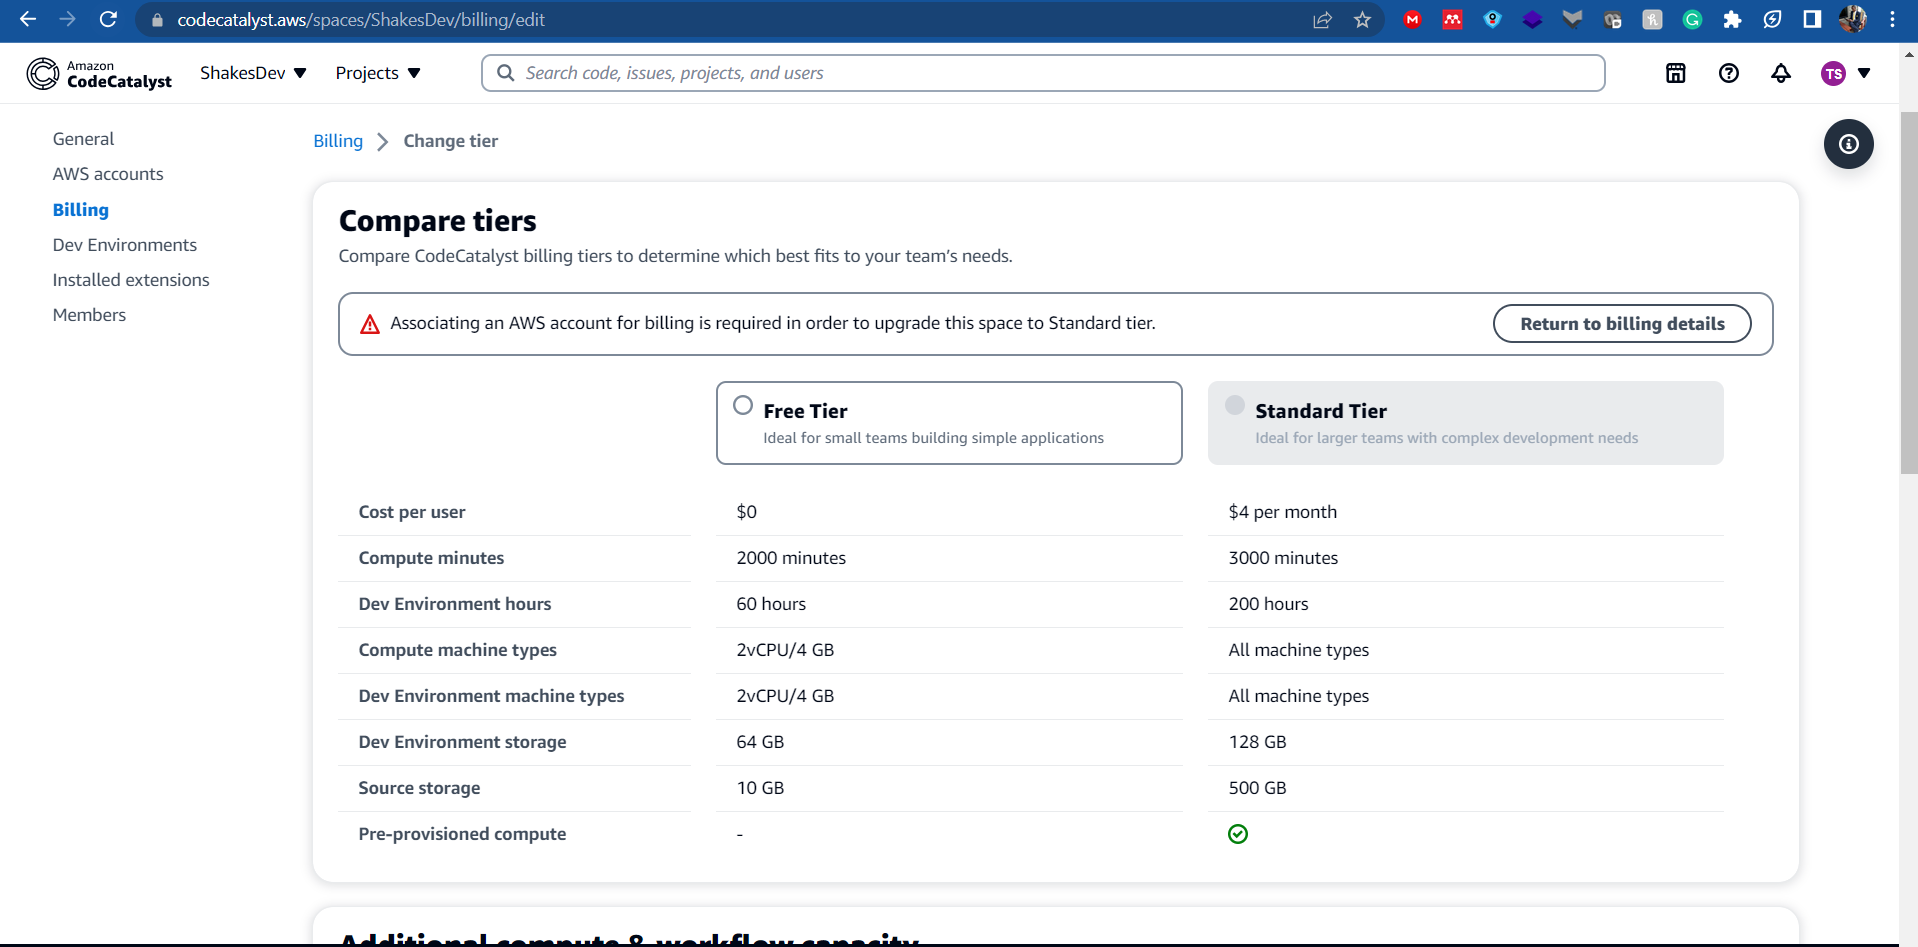 codecatalyst.aws/spaces/ShakesDev/billing/edit
Amazon
CodeCatalyst
ShakesDev
Projects
Search code, issues, projects, and users
TS
General
AWS accounts
Billing
Dev Environments
Installed extensions
Members
Billing > Change tier
Compare tiers
Compare CodeCatalyst billing tiers to determine which best fits to your team’s needs.
Associating an AWS account for billing is required in order to upgrade this space to Standard tier.
Return to billing details
Free Tier
Ideal for small teams building simple applications
Standard Tier
Ideal for larger teams with complex development needs
Cost per user $0 $4 per month
Compute minutes 2000 minutes 3000 minutes
Dev Environment hours 60 hours 200 hours
Compute machine types 2vCPU/4 GB All machine types
Dev Environment machine types 2vCPU/4 GB All machine types
Dev Environment storage 64 GB 128 GB
Source storage 10 GB 500 GB
Pre-provisioned compute -
Additional compute & workflow capacity